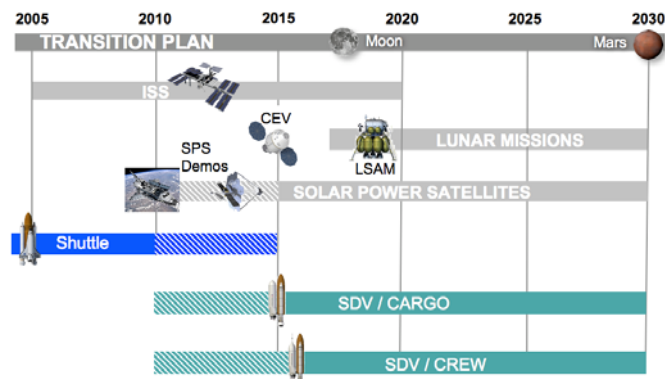 2005 2010 2015 2020 2025 2030
TRANSITION PLAN Moon Mars
ISS
CEV
LUNAR MISSIONS
LSAM
SPS
Demos
SOLAR POWER SATELLITES
Shuttle
SDV / CARGO
SDV / CREW